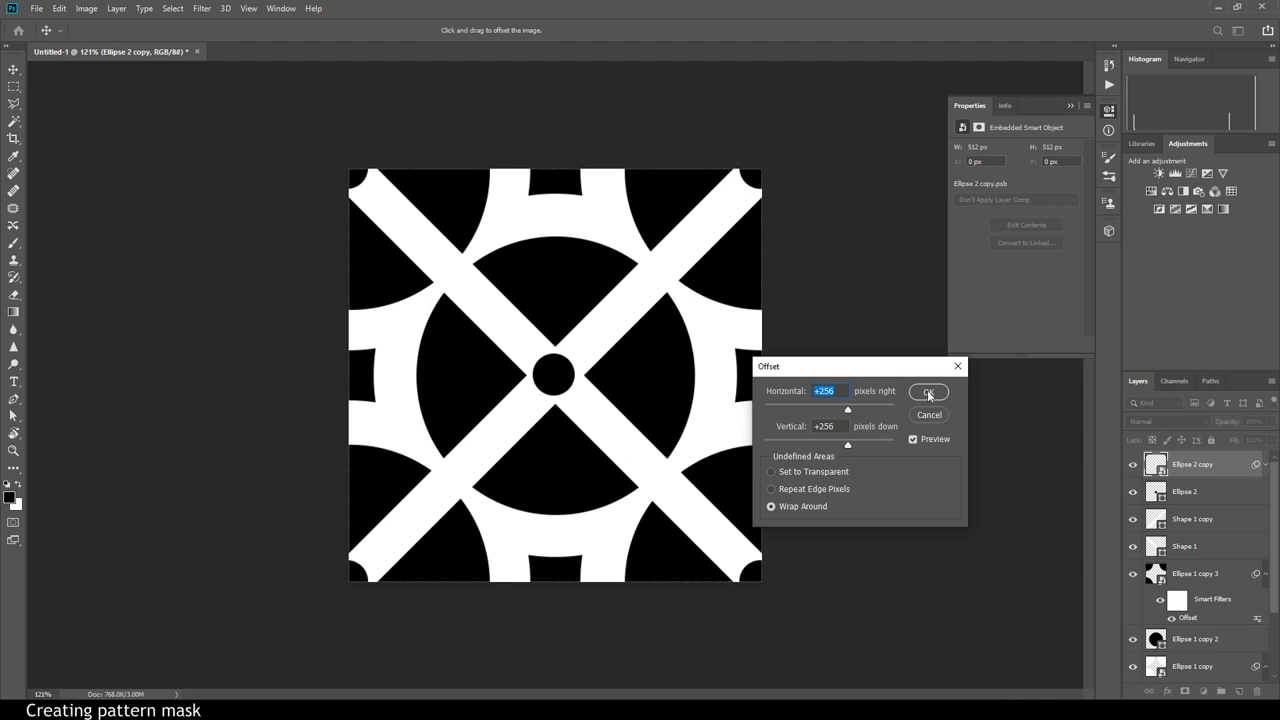 Ps File Edit Image Layer Type Select Filter 3D View Window Help
Click and drag to offset the image.
Untitled-1 @ 121% (Ellipse 2 copy, RGB/8#) * ×
Histogram Navigator
Properties Info
Embedded Smart Object
W: 512 px H: 512 px
X: 0 px Y: 0 px
Ellipse 2 copy.psb
Don't Apply Layer Comp
Edit Contents
Convert to Linked...
Libraries Adjustments
Add an adjustment
Offset
Horizontal: +256 pixels right
OK
Cancel
Vertical: +256 pixels down
Preview
Undefined Areas
Set to Transparent
Repeat Edge Pixels
Wrap Around
Layers Channels Paths
Kind
Normal Opacity: 100%
Lock: Fill: 100%
Ellipse 2 copy
Ellipse 2
Shape 1 copy
Shape 1
Ellipse 1 copy 3
Smart Filters
Offset
Ellipse 1 copy 2
Ellipse 1 copy
121% Doc: 768.0K/3.00M
Creating pattern mask